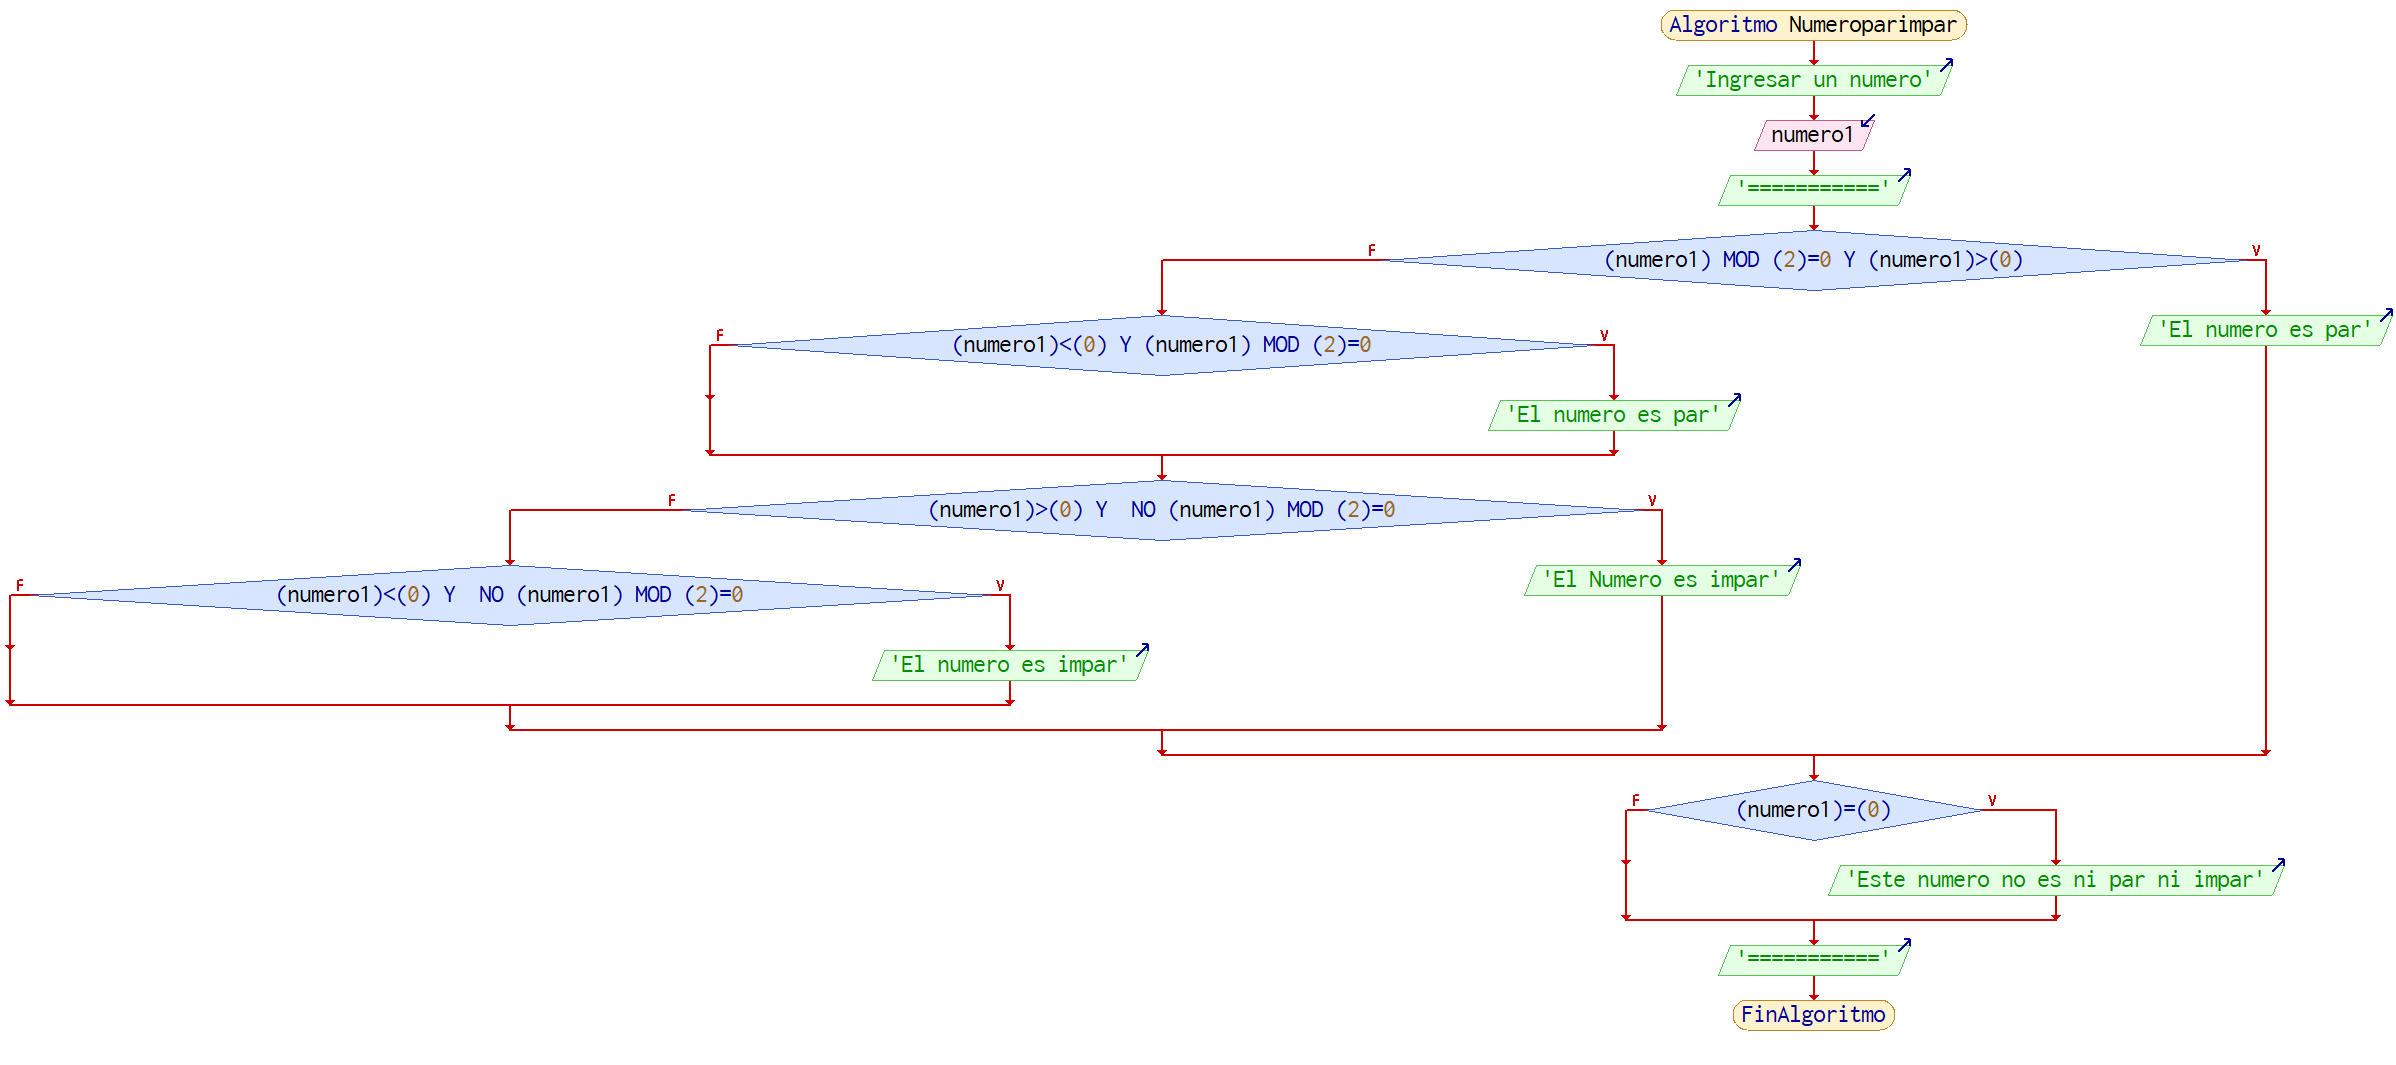 Algoritmo Numeroparimpar
'Ingresar un numero'
numero1
'============'
F
(numero1) MOD (2)=0 Y (numero1)>(0)
V
'El numero es par'
F
(numero1)<(0) Y (numero1) MOD (2)=0
V
'El numero es par'
F
(numero1)>(0) Y  NO (numero1) MOD (2)=0
V
'El Numero es impar'
F
(numero1)<(0) Y  NO (numero1) MOD (2)=0
V
'El numero es impar'
F
(numero1)=(0)
V
'Este numero no es ni par ni impar'
'============'
FinAlgoritmo